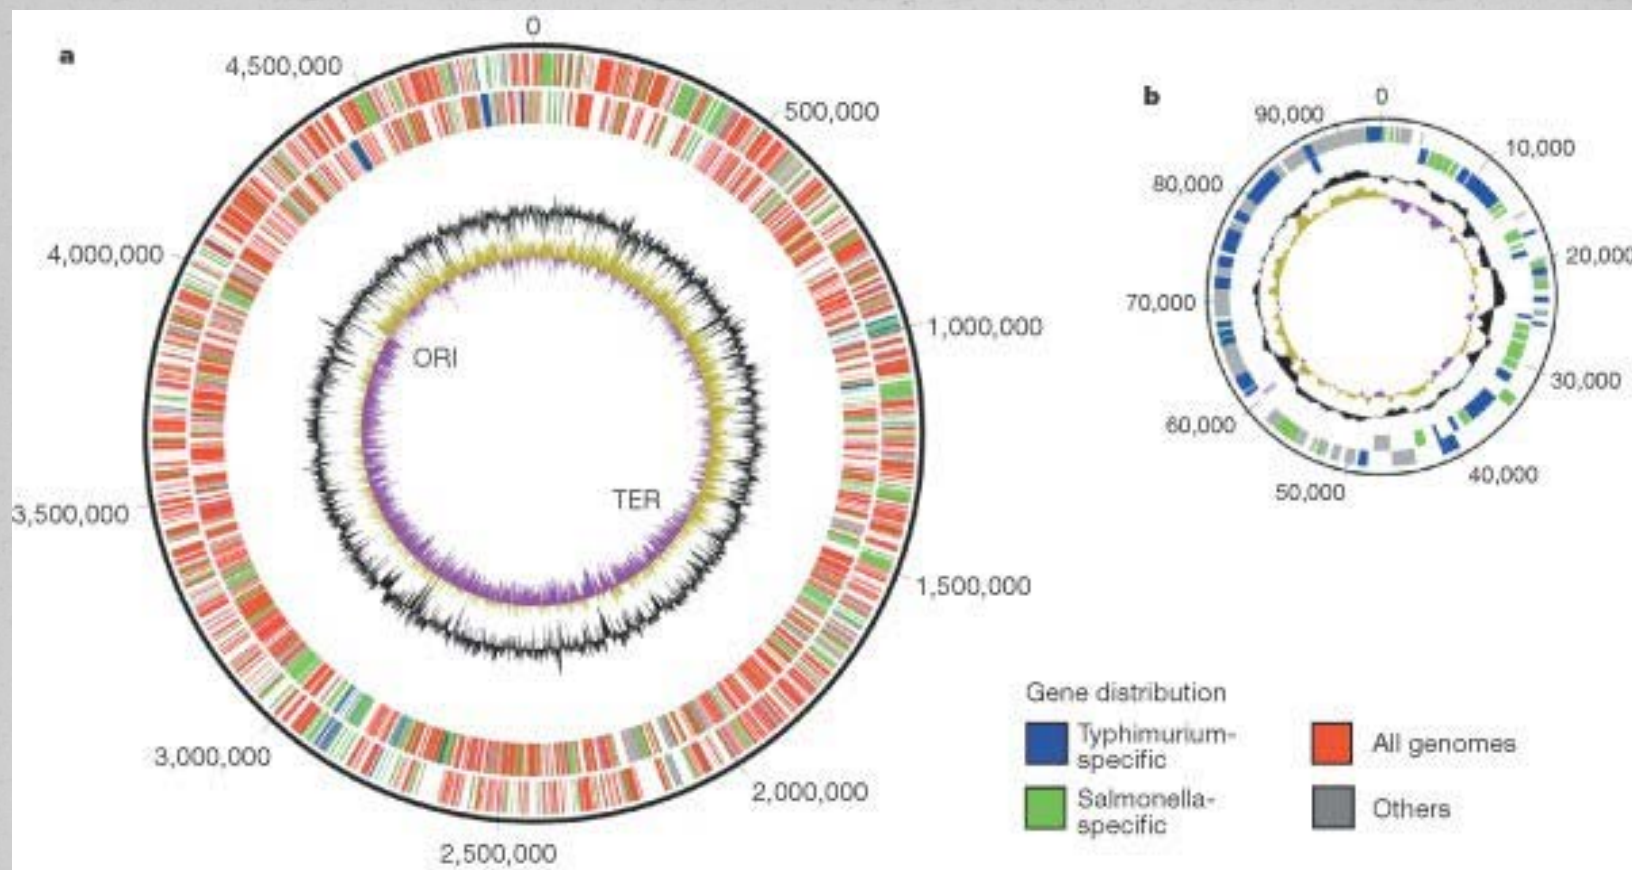 a
0
500,000
1,000,000
1,500,000
2,000,000
2,500,000
3,000,000
3,500,000
4,000,000
4,500,000
ORI
TER
b
0
10,000
20,000
30,000
40,000
50,000
60,000
70,000
80,000
90,000
Gene distribution
Typhimurium-
specific
Salmonella-
specific
All genomes
Others